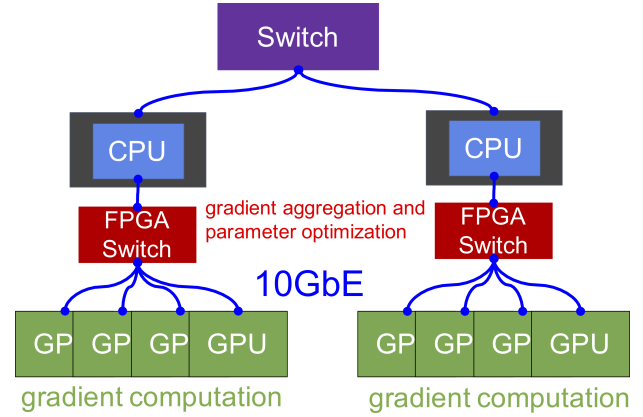 Switch
CPU
CPU
FPGA
Switch
gradient aggregation and
parameter optimization
FPGA
Switch
10GbE
GP
GP
GP
GPU
GP
GP
GP
GPU
gradient computation
gradient computation